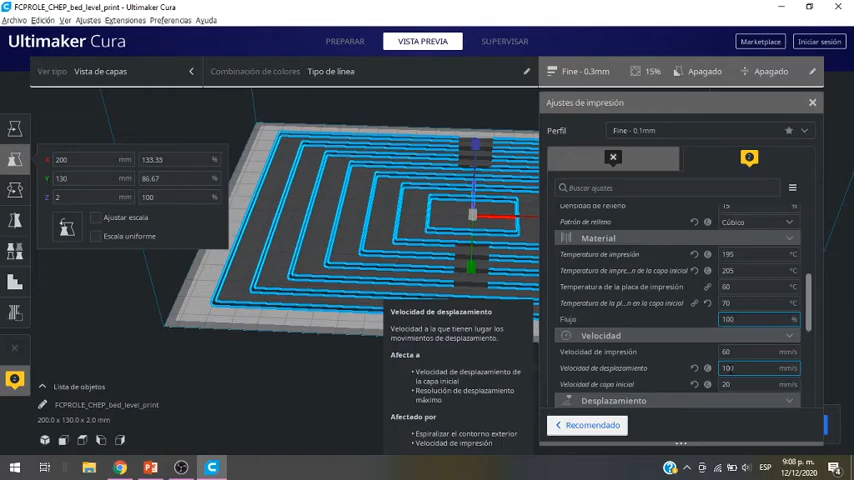 FCPROLE_CHEP_bed_level_print - Ultimaker Cura
Archivo Edición Ver Ajustes Extensiones Preferencias Ayuda
Ultimaker Cura
PREPARAR
VISTA PREVIA
SUPERVISAR
Marketplace
Iniciar sesión
Ver tipo Vista de capas
Combinación de colores Tipo de línea
Fine - 0.3mm
15%
Apagado
Apagado
Ajustes de impresión
Perfil
Fine - 0.1mm
Buscar ajustes
X 200 mm 133.33 %
Y 130 mm 86.67 %
Z 2 mm 100 %
Ajustar escala
Escala uniforme
Densidad de relleno 15 %
Patrón de relleno Cúbico
Material
Temperatura de impresión 195 °C
Temperatura de impre...n de la capa inicial 205 °C
Temperatura de la placa de impresión 60 °C
Temperatura de la pl...n en la capa inicial 70 °C
Flujo 100 %
Velocidad
Velocidad de impresión 60 mm/s
Velocidad de desplazamiento 100 mm/s
Velocidad de capa inicial 20 mm/s
Desplazamiento
Recomendado
Velocidad de desplazamiento
Velocidad a la que tienen lugar los
movimientos de desplazamiento.
Afecta a
• Velocidad de desplazamiento de
la capa inicial
• Resolución de desplazamiento
máximo
Afectado por
• Espiralizar el contorno exterior
• Velocidad de impresión
Lista de objetos
FCPROLE_CHEP_bed_level_print
200.0 x 130.0 x 2.0 mm
ESP
9:08 p. m.
12/12/2020